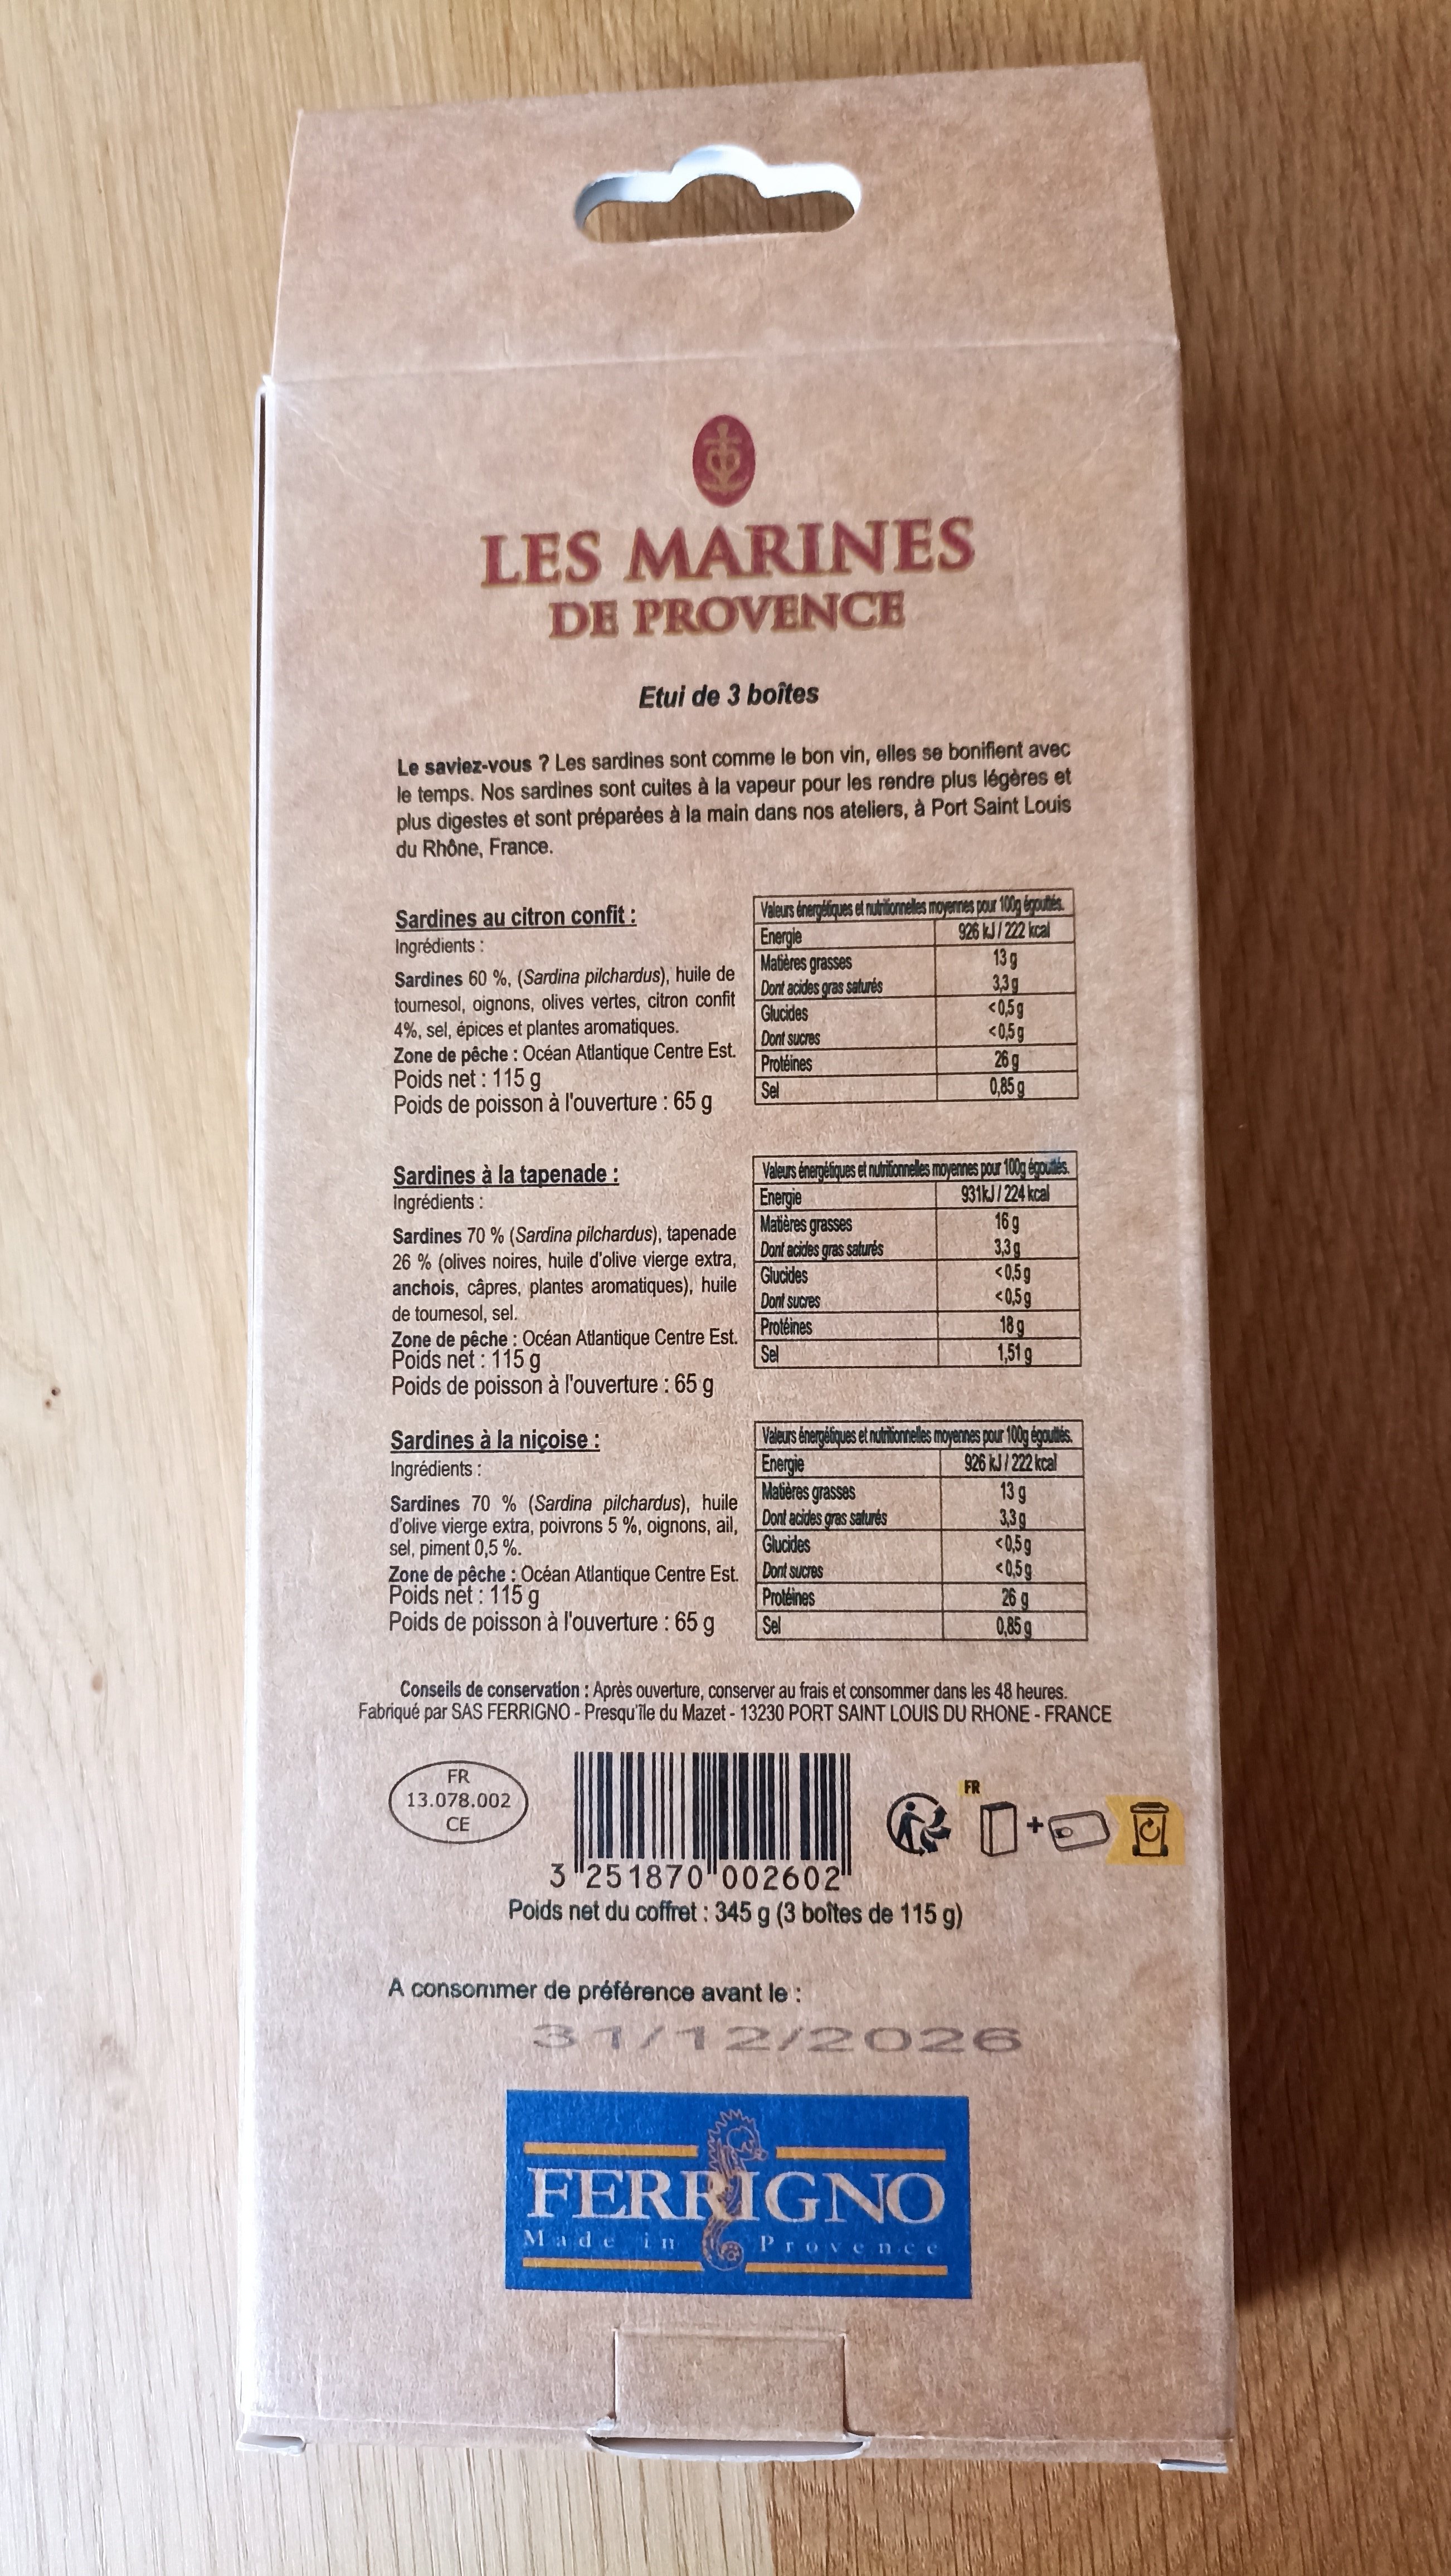 LES MARINES
DE PROVENCE
Etui de 3 boîtes
Le saviez-vous ? Les sardines sont comme le bon vin, elles se bonifient avec
le temps. Nos sardines sont cuites à la vapeur pour les rendre plus légères et
plus digestes et sont préparées à la main dans nos ateliers, à Port Saint Louis
du Rhône, France.
Sardines au citron confit :
Ingrédients :
Sardines 60 %, (Sardina pilchardus), huile de
tournesol, oignons, olives vertes, citron confit
4%, sel, épices et plantes aromatiques.
Zone de pêche : Océan Atlantique Centre Est.
Poids net : 115 g
Poids de poisson à l'ouverture : 65 g
Valeurs énergétiques et nutritionnelles moyennes pour 100g égouttés.
Energie 926 kJ / 222 kcal
Matières grasses 13 g
Dont acides gras saturés 3,3 g
Glucides <0,5 g
Dont sucres <0,5 g
Protéines 26 g
Sel 0,85 g
Sardines à la tapenade :
Ingrédients :
Sardines 70 % (Sardina pilchardus), tapenade
26 % (olives noires, huile d'olive vierge extra,
anchois, câpres, plantes aromatiques), huile
de tournesol, sel.
Zone de pêche : Océan Atlantique Centre Est.
Poids net : 115 g
Poids de poisson à l'ouverture : 65 g
Valeurs énergétiques et nutritionnelles moyennes pour 100g égouttés.
Energie 931kJ / 224 kcal
Matières grasses 16 g
Dont acides gras saturés 3,3 g
Glucides <0,5 g
Dont sucres <0,5 g
Protéines 18 g
Sel 1,51 g
Sardines à la niçoise :
Ingrédients :
Sardines 70 % (Sardina pilchardus), huile
d'olive vierge extra, poivrons 5 %, oignons, ail,
sel, piment 0,5 %.
Zone de pêche : Océan Atlantique Centre Est.
Poids net : 115 g
Poids de poisson à l'ouverture : 65 g
Valeurs énergétiques et nutritionnelles moyennes pour 100g égouttés.
Energie 926 kJ / 222 kcal
Matières grasses 13 g
Dont acides gras saturés 3,3 g
Glucides <0,5 g
Dont sucres <0,5 g
Protéines 26 g
Sel 0,85 g
Conseils de conservation : Après ouverture, conserver au frais et consommer dans les 48 heures.
Fabriqué par SAS FERRIGNO - Presqu'île du Mazet - 13230 PORT SAINT LOUIS DU RHONE - FRANCE
FR
13.078.002
CE
3 251870 002602
FR
+
Poids net du coffret : 345 g (3 boîtes de 115 g)
A consommer de préférence avant le :
31/12/2026
FERRIGNO
Made in Provence